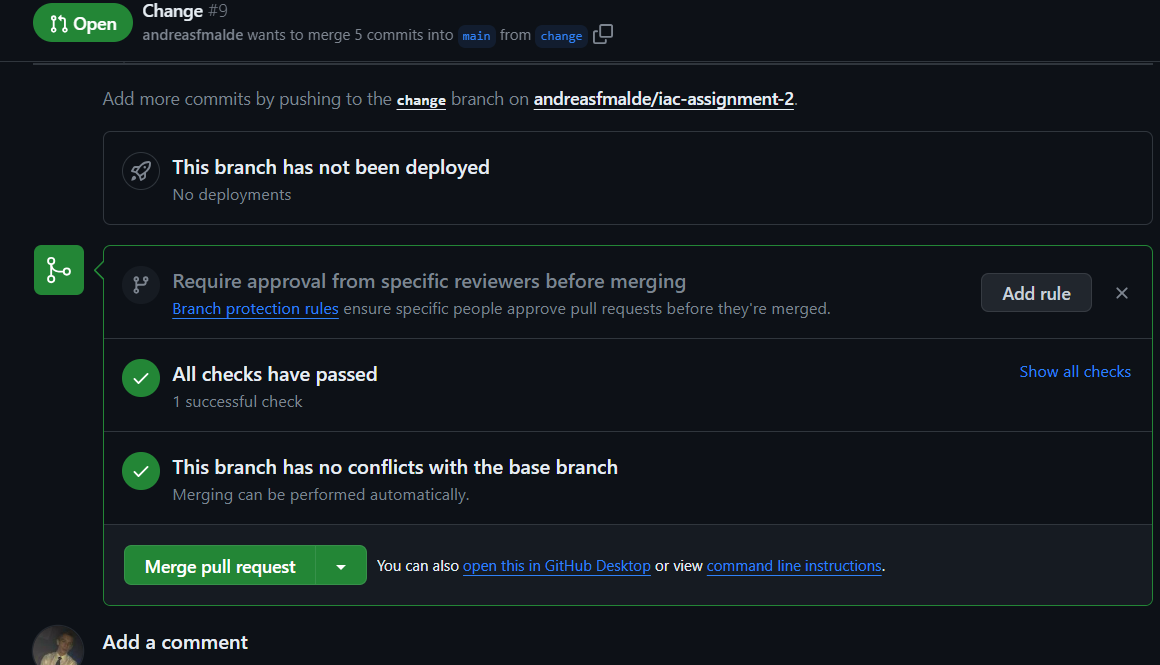 Open
Change #9
andreasfmalde wants to merge 5 commits into main from change
Add more commits by pushing to the change branch on andreasfmalde/iac-assignment-2.
This branch has not been deployed
No deployments
Require approval from specific reviewers before merging
Branch protection rules ensure specific people approve pull requests before they're merged.
Add rule
All checks have passed
1 successful check
Show all checks
This branch has no conflicts with the base branch
Merging can be performed automatically.
Merge pull request
You can also open this in GitHub Desktop or view command line instructions.
Add a comment